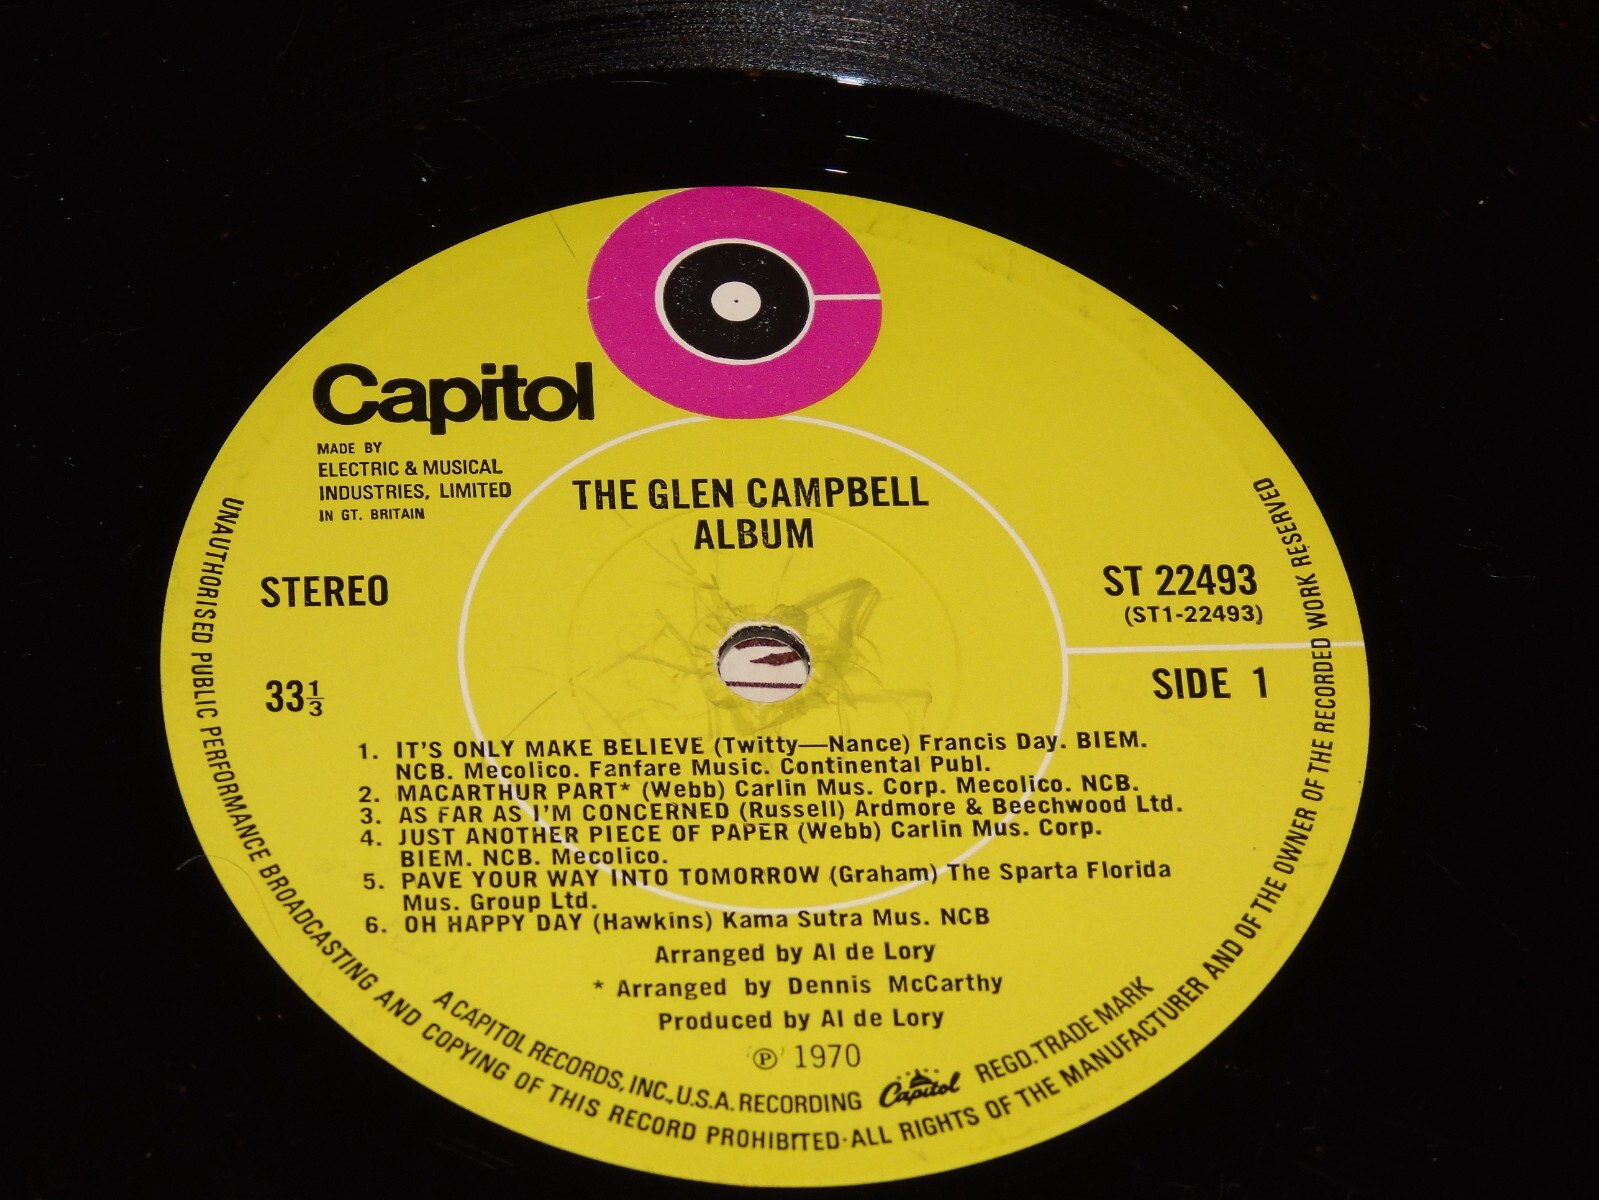 Capitol
MADE BY
ELECTRIC & MUSICAL
INDUSTRIES, LIMITED
IN GT. BRITAIN
THE GLEN CAMPBELL
ALBUM
STEREO
ST 22493
(ST1-22493)
33 1/3
SIDE 1
1. IT'S ONLY MAKE BELIEVE (Twitty—Nance) Francis Day. BIEM.
NCB. Mecolico. Fanfare Music. Continental Publ.
2. MACARTHUR PART* (Webb) Carlin Mus. Corp. Mecolico. NCB.
3. AS FAR AS I'M CONCERNED (Russell) Ardmore & Beechwood Ltd.
4. JUST ANOTHER PIECE OF PAPER (Webb) Carlin Mus. Corp.
BIEM. NCB. Mecolico.
5. PAVE YOUR WAY INTO TOMORROW (Graham) The Sparta Florida
Mus. Group Ltd.
6. OH HAPPY DAY (Hawkins) Kama Sutra Mus. NCB
Arranged by Al de Lory
* Arranged by Dennis McCarthy
Produced by Al de Lory
℗ 1970
A CAPITOL RECORDS, INC., U.S.A. RECORDING Capitol REGD. TRADE MARK
UNAUTHORISED PUBLIC PERFORMANCE BROADCASTING AND COPYING OF THIS RECORD PROHIBITED·ALL RIGHTS OF THE MANUFACTURER AND OF THE OWNER OF THE RECORDED WORK RESERVED